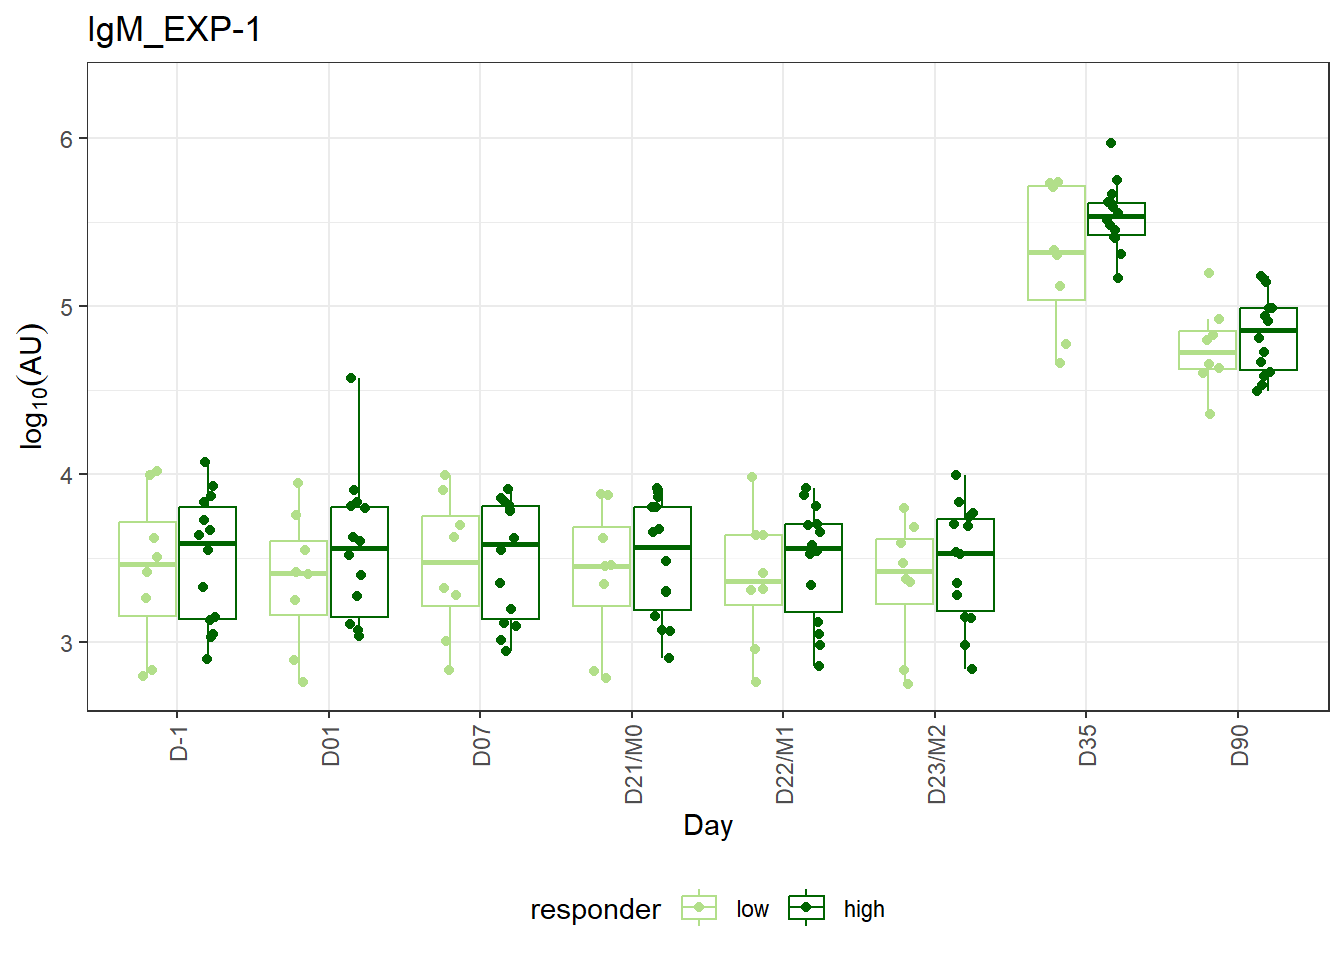 IgM_EXP-1
6
5
4
3
log10(AU)
D-1
D01
D07
D21/M0
D22/M1
D23/M2
D35
D90
Day
responder low high